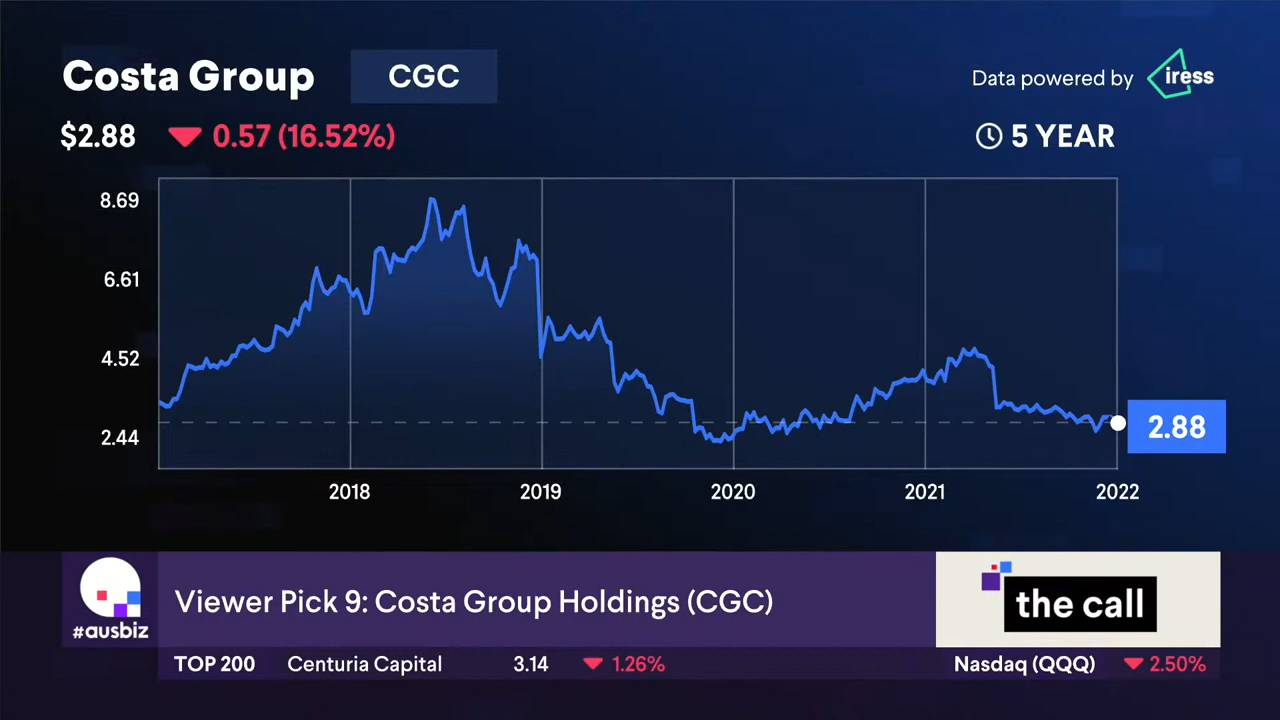 Costa Group CGC
Data powered by iress
$2.88 0.57 (16.52%)
5 YEAR
8.69
6.61
4.52
2.44
2.88
2018 2019 2020 2021 2022
#ausbiz
Viewer Pick 9: Costa Group Holdings (CGC)
the call
TOP 200 Centuria Capital 3.14 1.26% Nasdaq (QQQ) 2.50%